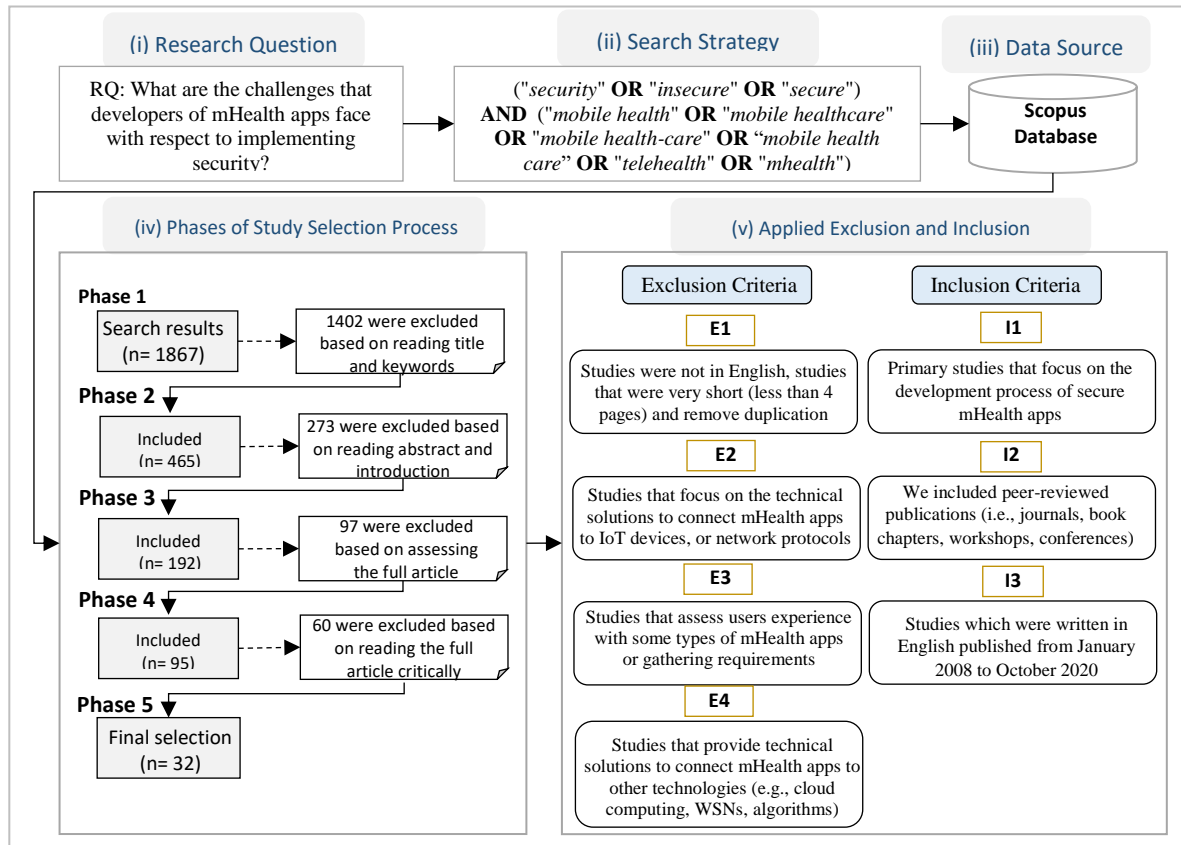 (i) Research Question
RQ: What are the challenges that
developers of mHealth apps face
with respect to implementing
security?
(ii) Search Strategy
("security" OR "insecure" OR "secure")
AND ("mobile health" OR "mobile healthcare"
OR "mobile health-care" OR “mobile health
care” OR "telehealth" OR "mhealth")
(iii) Data Source
Scopus
Database
(iv) Phases of Study Selection Process
Phase 1
Search results
(n= 1867)
1402 were excluded
based on reading title
and keywords
Phase 2
Included
(n= 465)
273 were excluded based
on reading abstract and
introduction
Phase 3
Included
(n= 192)
97 were excluded
based on assessing
the full article
Phase 4
Included
(n= 95)
60 were excluded based
on reading the full
article critically
Phase 5
Final selection
(n= 32)
(v) Applied Exclusion and Inclusion
Exclusion Criteria
E1
Studies were not in English, studies
that were very short (less than 4
pages) and remove duplication
E2
Studies that focus on the technical
solutions to connect mHealth apps
to IoT devices, or network protocols
E3
Studies that assess users experience
with some types of mHealth apps
or gathering requirements
E4
Studies that provide technical
solutions to connect mHealth apps to
other technologies (e.g., cloud
computing, WSNs, algorithms)
Inclusion Criteria
I1
Primary studies that focus on the
development process of secure
mHealth apps
I2
We included peer-reviewed
publications (i.e., journals, book
chapters, workshops, conferences)
I3
Studies which were written in
English published from January
2008 to October 2020